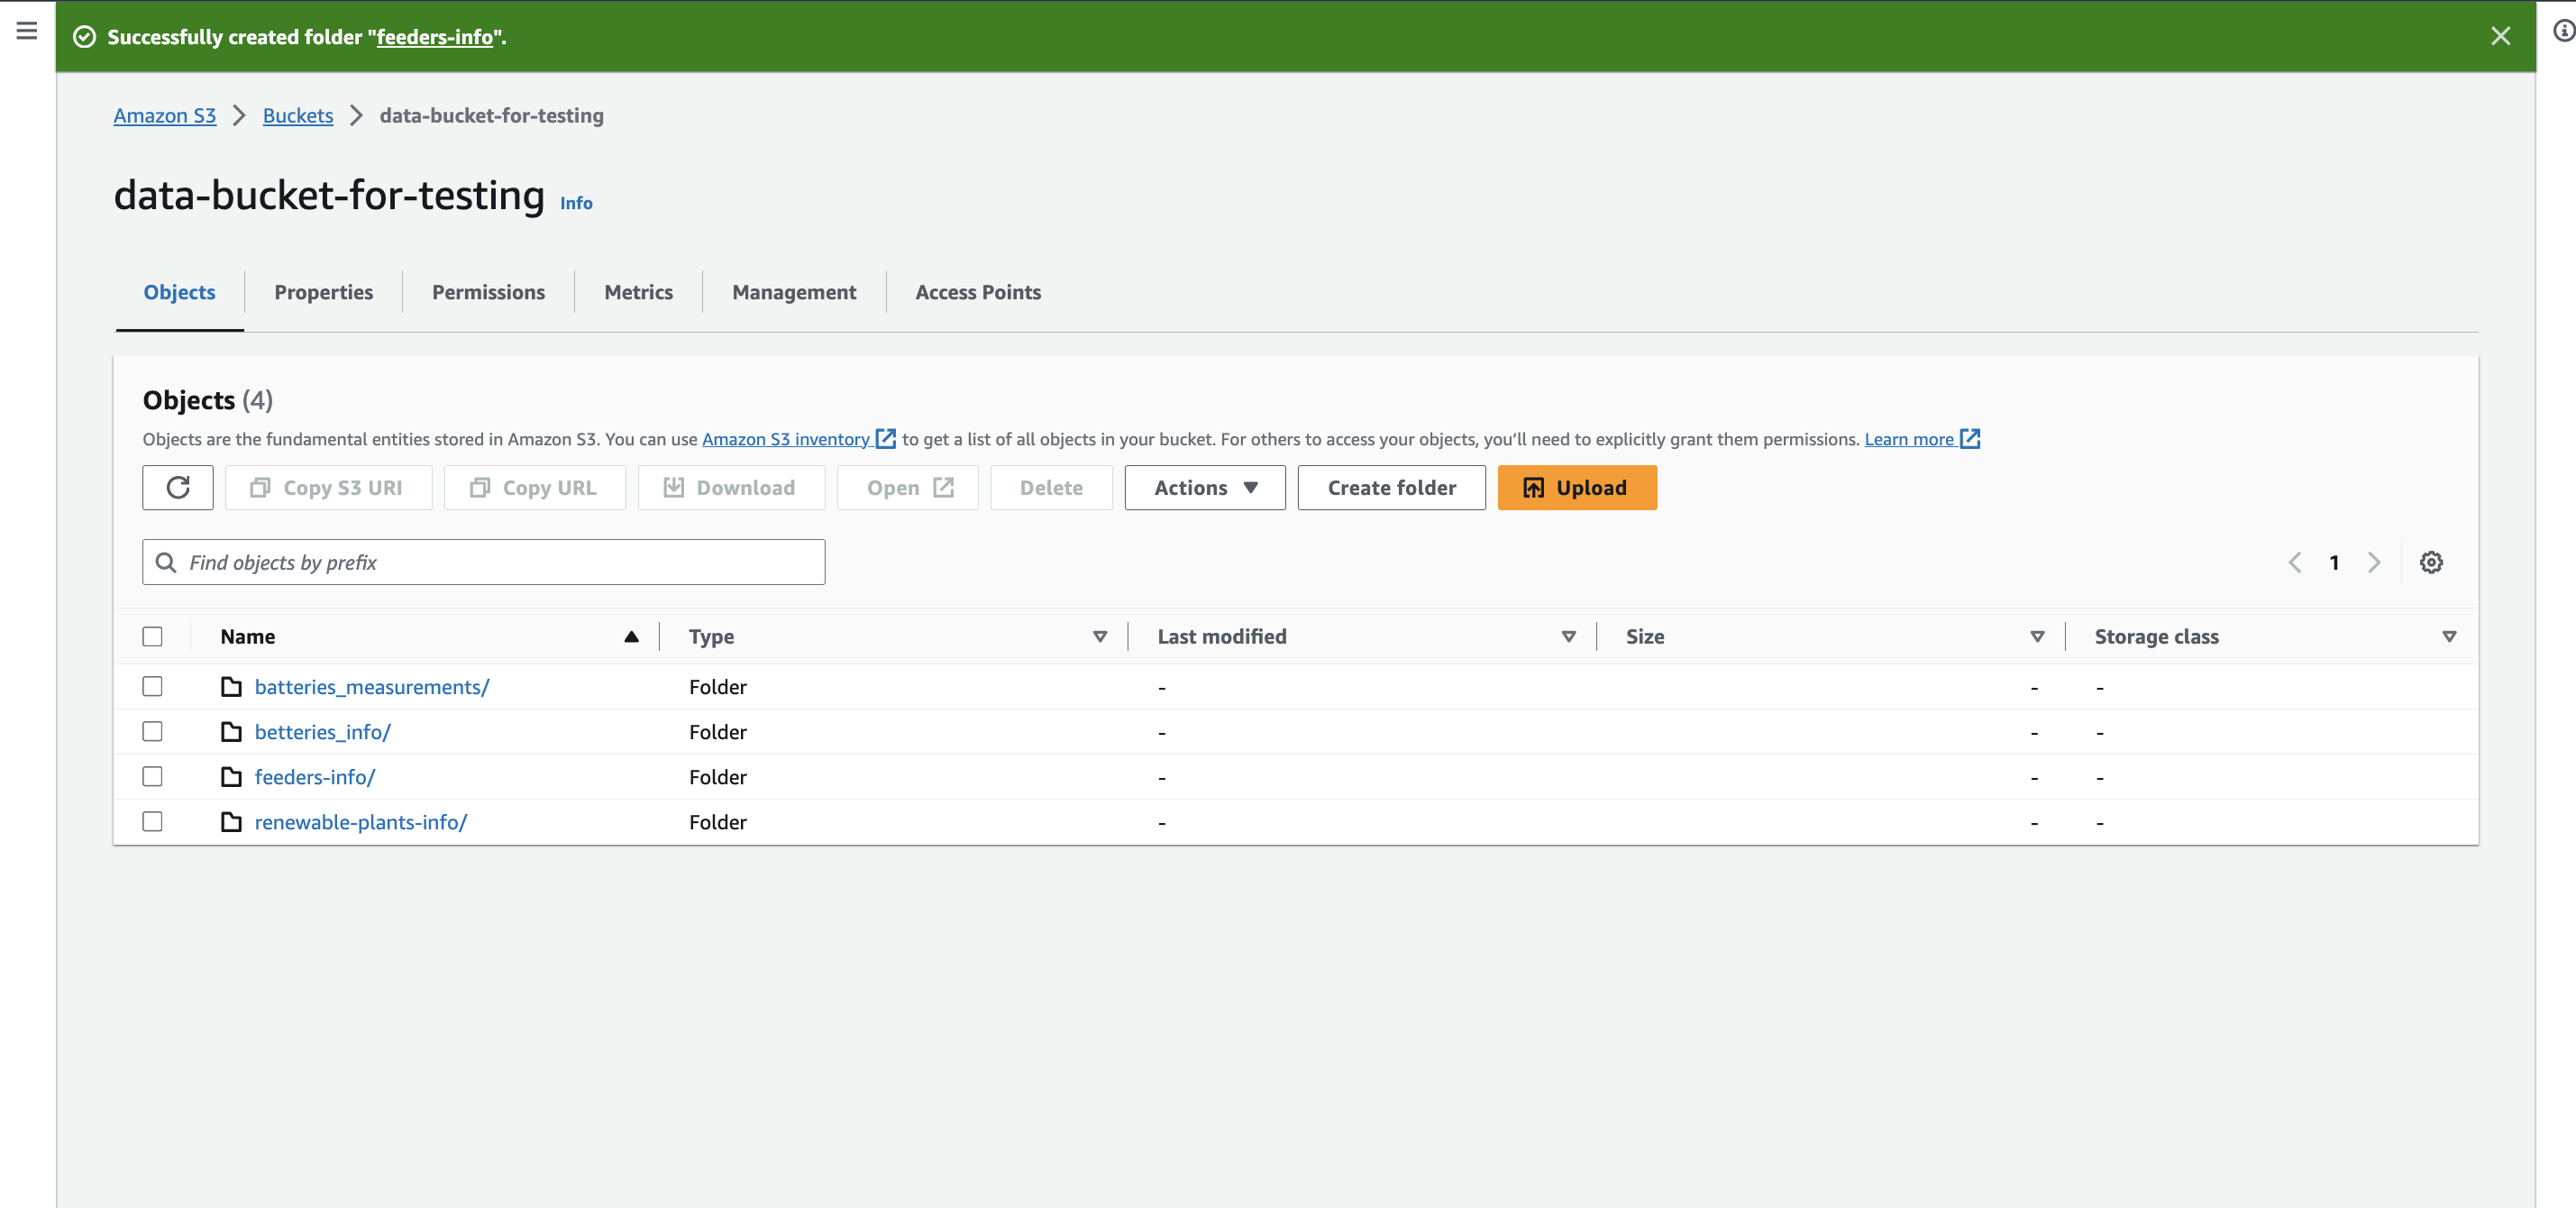 Successfully created folder "feeders-info".
Amazon S3 > Buckets > data-bucket-for-testing
data-bucket-for-testing Info
Objects Properties Permissions Metrics Management Access Points
Objects (4)
Objects are the fundamental entities stored in Amazon S3. You can use Amazon S3 inventory to get a list of all objects in your bucket. For others to access your objects, you’ll need to explicitly grant them permissions. Learn more
Copy S3 URI Copy URL Download Open Delete Actions Create folder Upload
Find objects by prefix
1
Name Type Last modified Size Storage class
batteries_measurements/ Folder - - -
betteries_info/ Folder - - -
feeders-info/ Folder - - -
renewable-plants-info/ Folder - - -